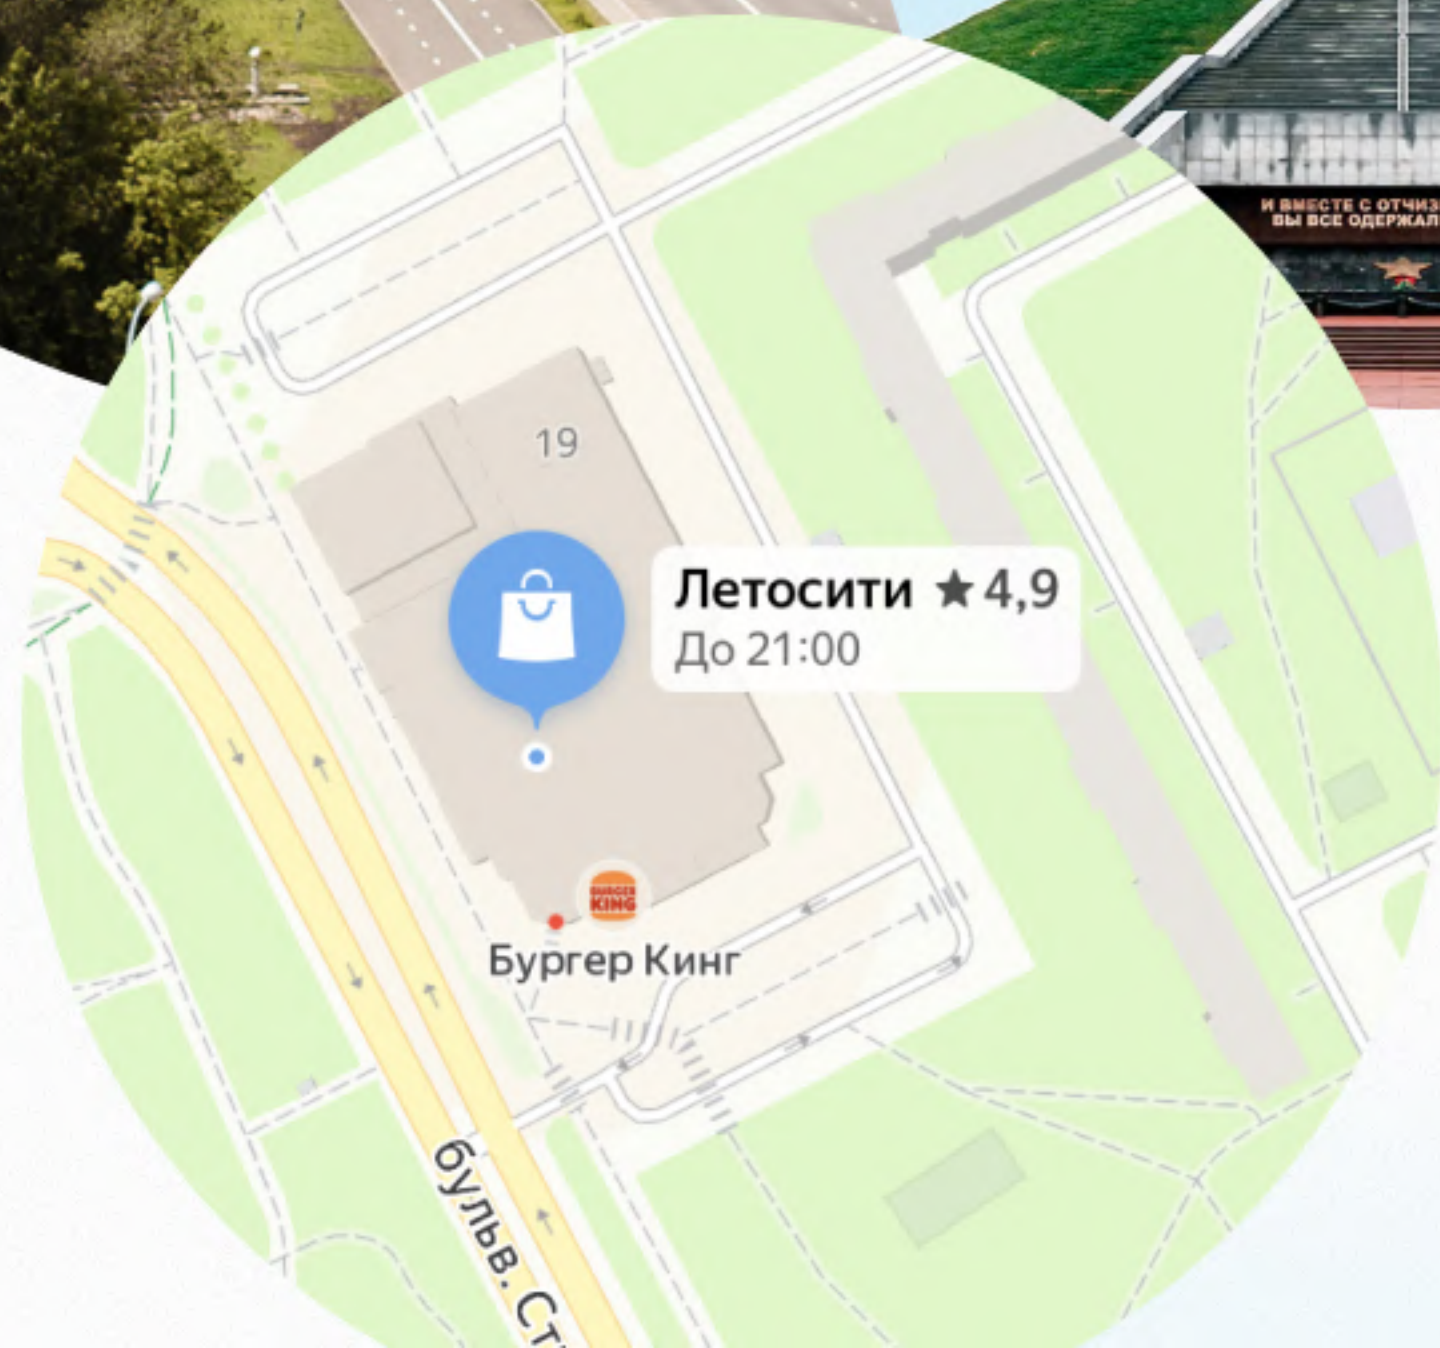 И ВМЕСТЕ С ОТЧИЗ
ВЫ ВСЕ ОДЕРЖАЛ
19
Летосити ★ 4,9
До 21:00
BURGER
KING
Бургер Кинг
бульв. Ст